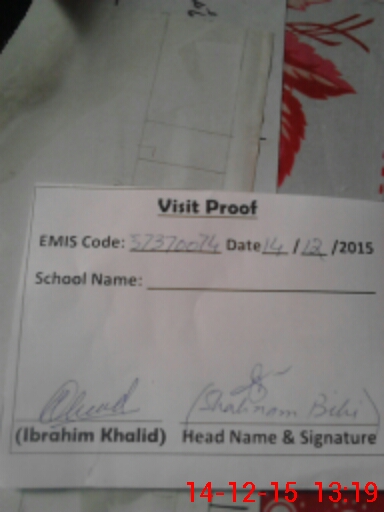 Visit Proof
EMIS Code: 37370074 Date 14 / 12 /2015
School Name:
(Shabnam Bibi)
(Ibrahim Khalid) Head Name & Signature
14-12-15 13:19